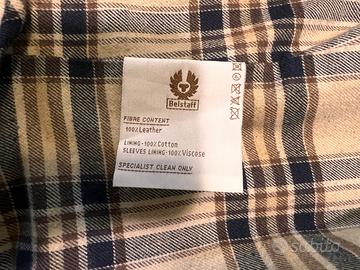 Belstaff
FIBRE CONTENT
100%Leather
LINING-100%Cotton
SLEEVES LINING-100%Viscose
SPECIALIST CLEAN ONLY
subito